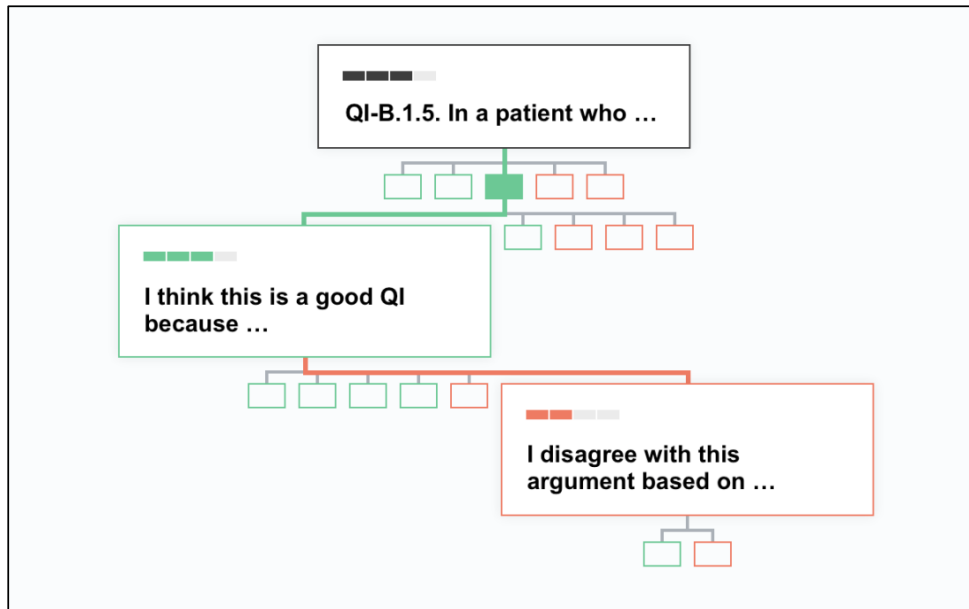 QI-B.1.5. In a patient who …
I think this is a good QI
because …
I disagree with this
argument based on …